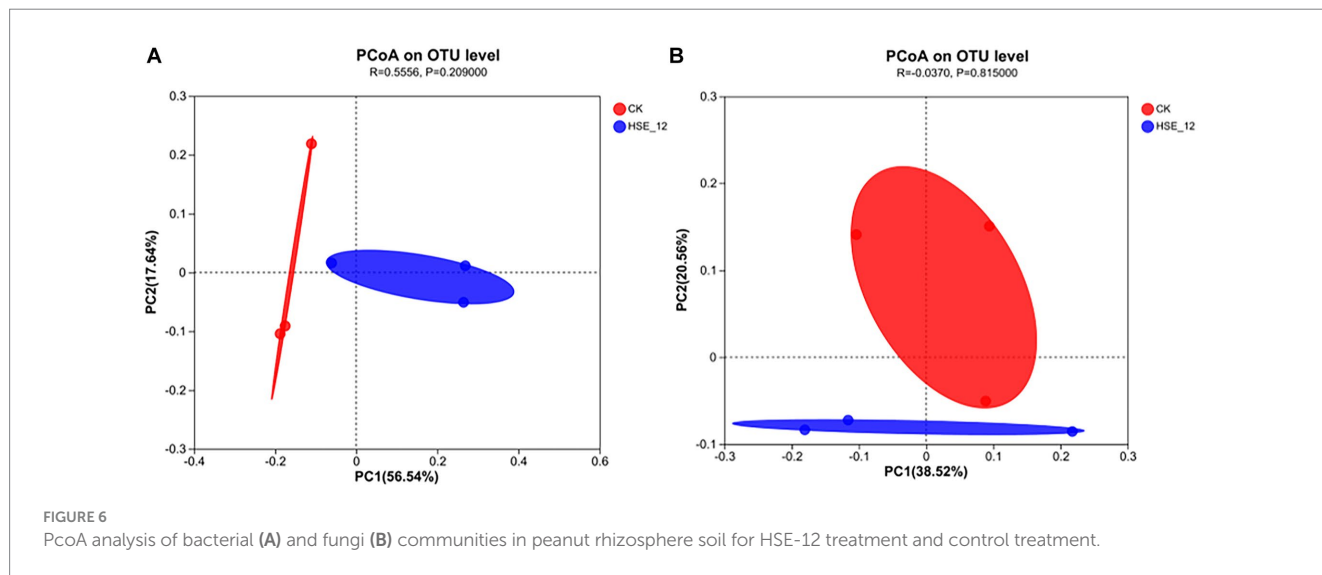 A
PCoA on OTU level
R=0.5556, P=0.209000
0.3
0.2
0.1
0
-0.1
-0.2
-0.3
PC2(17.64%)
-0.4
-0.2
0
0.2
0.4
0.6
PC1(56.54%)
CK
HSE_12
B
PCoA on OTU level
R=-0.0370, P=0.815000
0.3
0.2
0.1
0
-0.1
PC2(20.56%)
-0.3
-0.2
-0.1
0
0.1
0.2
0.3
PC1(38.52%)
CK
HSE_12
FIGURE 6
PcoA analysis of bacterial (A) and fungi (B) communities in peanut rhizosphere soil for HSE-12 treatment and control treatment.